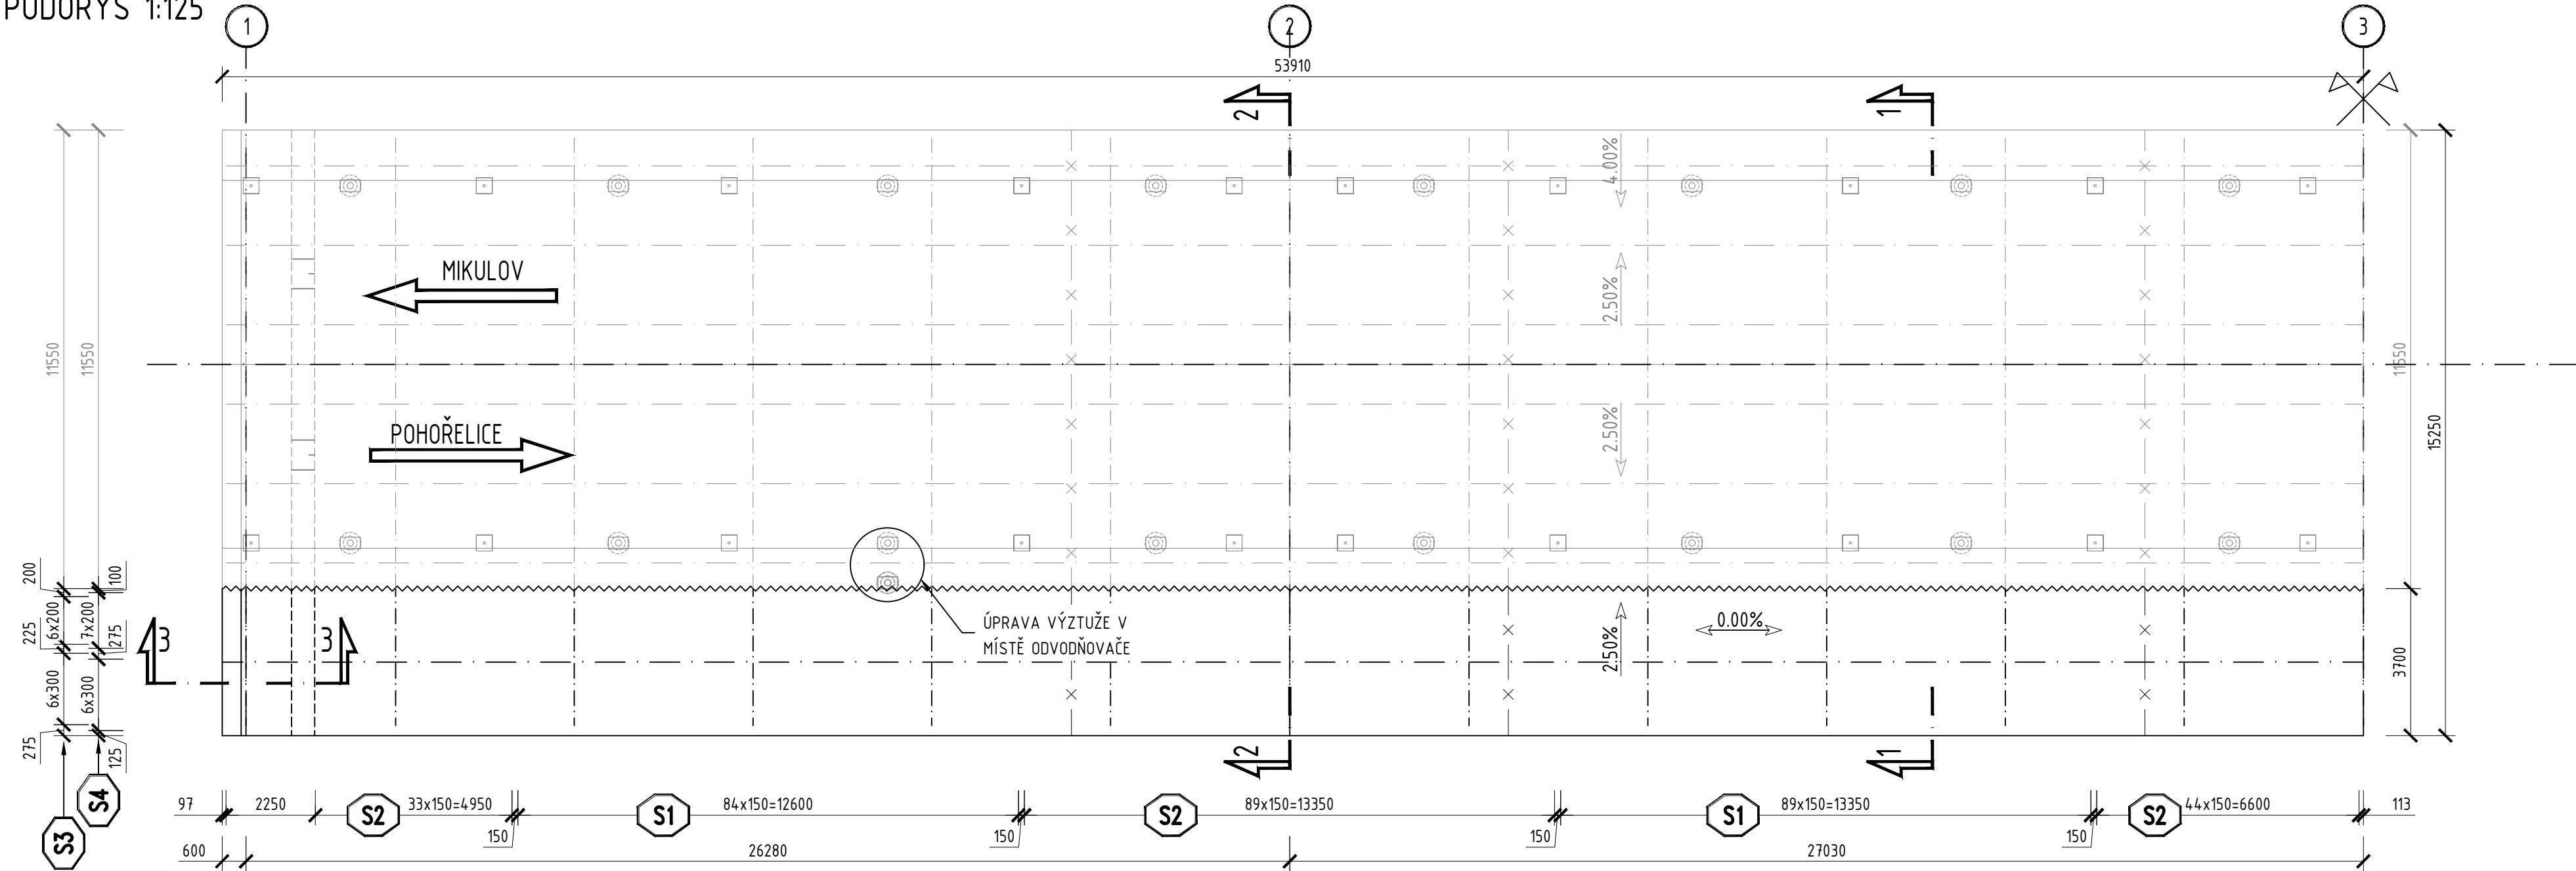 PŮDORYS 1:125
1
2
3
53910
2
1
4.00%
MIKULOV
2.50%
11550
11550
11550
15250
POHOŘELICE
2.50%
200
100
6x200
7x200
225
275
3
3
ÚPRAVA VÝZTUŽE V
MÍSTĚ ODVODŇOVAČE
2.50%
0.00%
3700
6x300
6x300
275
125
2
1
97
2250
S2
33x150=4950
S1
84x150=12600
S2
89x150=13350
S1
89x150=13350
S2
44x150=6600
113
S4
S3
150
150
150
150
600
26280
27030